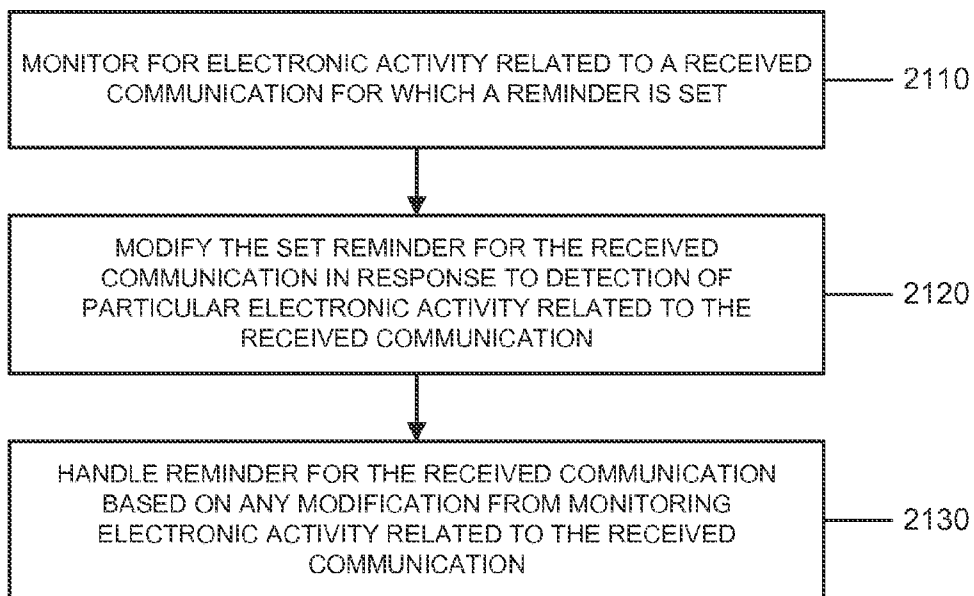 MONITOR FOR ELECTRONIC ACTIVITY RELATED TO A RECEIVED
COMMUNICATION FOR WHICH A REMINDER IS SET
2110
MODIFY THE SET REMINDER FOR THE RECEIVED
COMMUNICATION IN RESPONSE TO DETECTION OF
PARTICULAR ELECTRONIC ACTIVITY RELATED TO THE
RECEIVED COMMUNICATION
2120
HANDLE REMINDER FOR THE RECEIVED COMMUNICATION
BASED ON ANY MODIFICATION FROM MONITORING
ELECTRONIC ACTIVITY RELATED TO THE RECEIVED
COMMUNICATION
2130